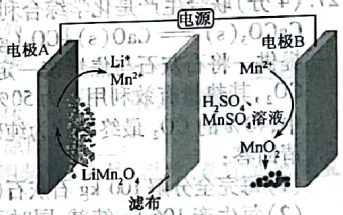 电源
电极A
电极B
Li⁺
Mn²⁺
Mn²⁺
H₂SO₄、
MnSO₄溶液
MnO₂
LiMn₂O₄
滤布